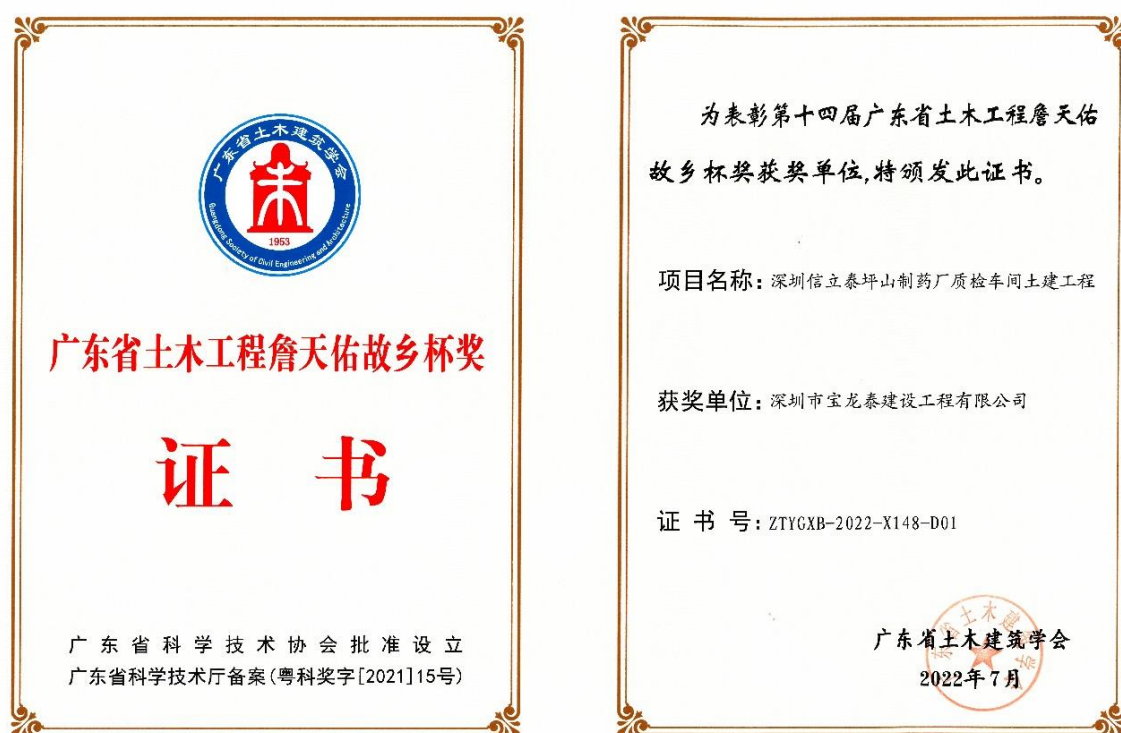 广东省土木建筑学会
1953
Guangdong Society of Civil Engineering and Architecture
广东省土木工程詹天佑故乡杯奖
证 书
广东省科学技术协会批准设立
广东省科学技术厅备案(粤科奖字[2021]15号)
为表彰第十四届广东省土木工程詹天佑
故乡杯奖获奖单位,特颁发此证书。
项目名称:深圳信立泰坪山制药厂质检车间土建工程
获奖单位:深圳市宝龙泰建设工程有限公司
证 书 号:ZTYGXB-2022-X148-D01
广东省土木建筑学会
2022年7月
东省土木建筑学会